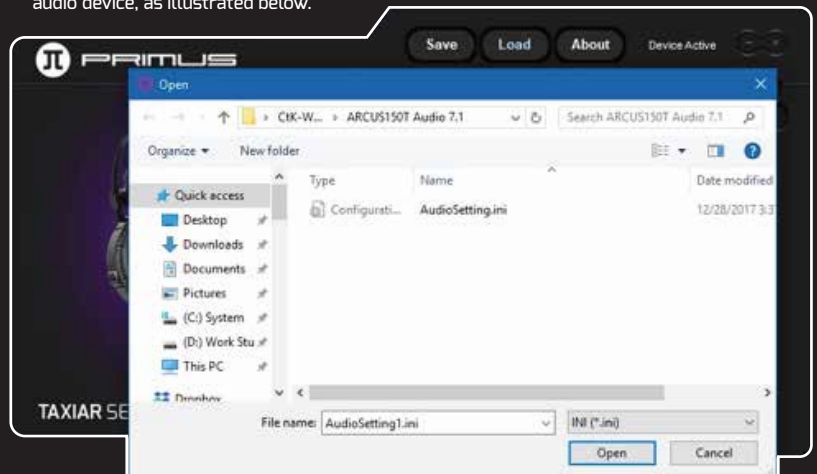 audio device, as illustrated below.
PRIMUS
Save Load About Device Active
Open
CtK-W... ARCUS150T Audio 7.1 Search ARCUS150T Audio 7.1
Organize New folder
Type Name Date modified
Quick access
Configurati... AudioSetting.ini 12/28/2017 3:3
Desktop
Downloads
Documents
Pictures
(C:) System
(D:) Work Stu
This PC
Dropbox
TAXIAR SE
File name: AudioSetting1.ini INI (*.ini)
Open Cancel